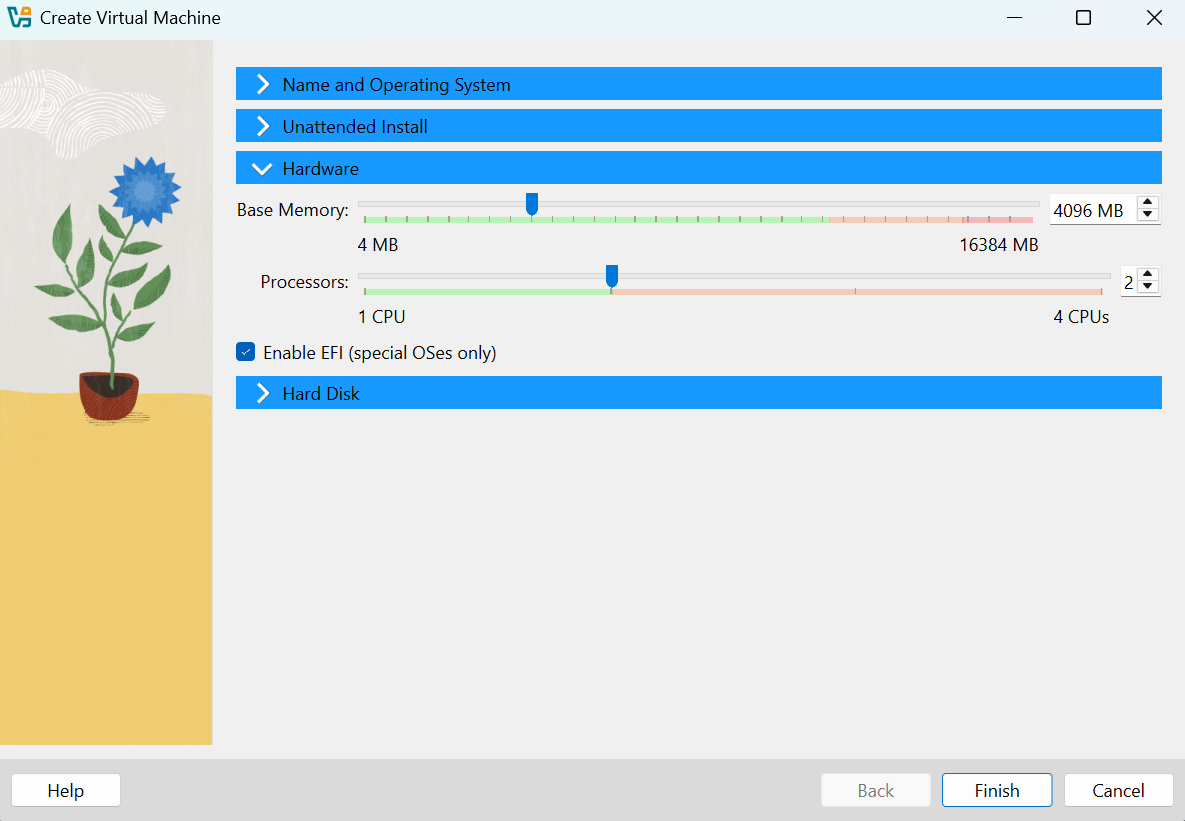 Create Virtual Machine
Name and Operating System
Unattended Install
Hardware
Base Memory: 4096 MB
4 MB 16384 MB
Processors: 2
1 CPU 4 CPUs
Enable EFI (special OSes only)
Hard Disk
Help Back Finish Cancel